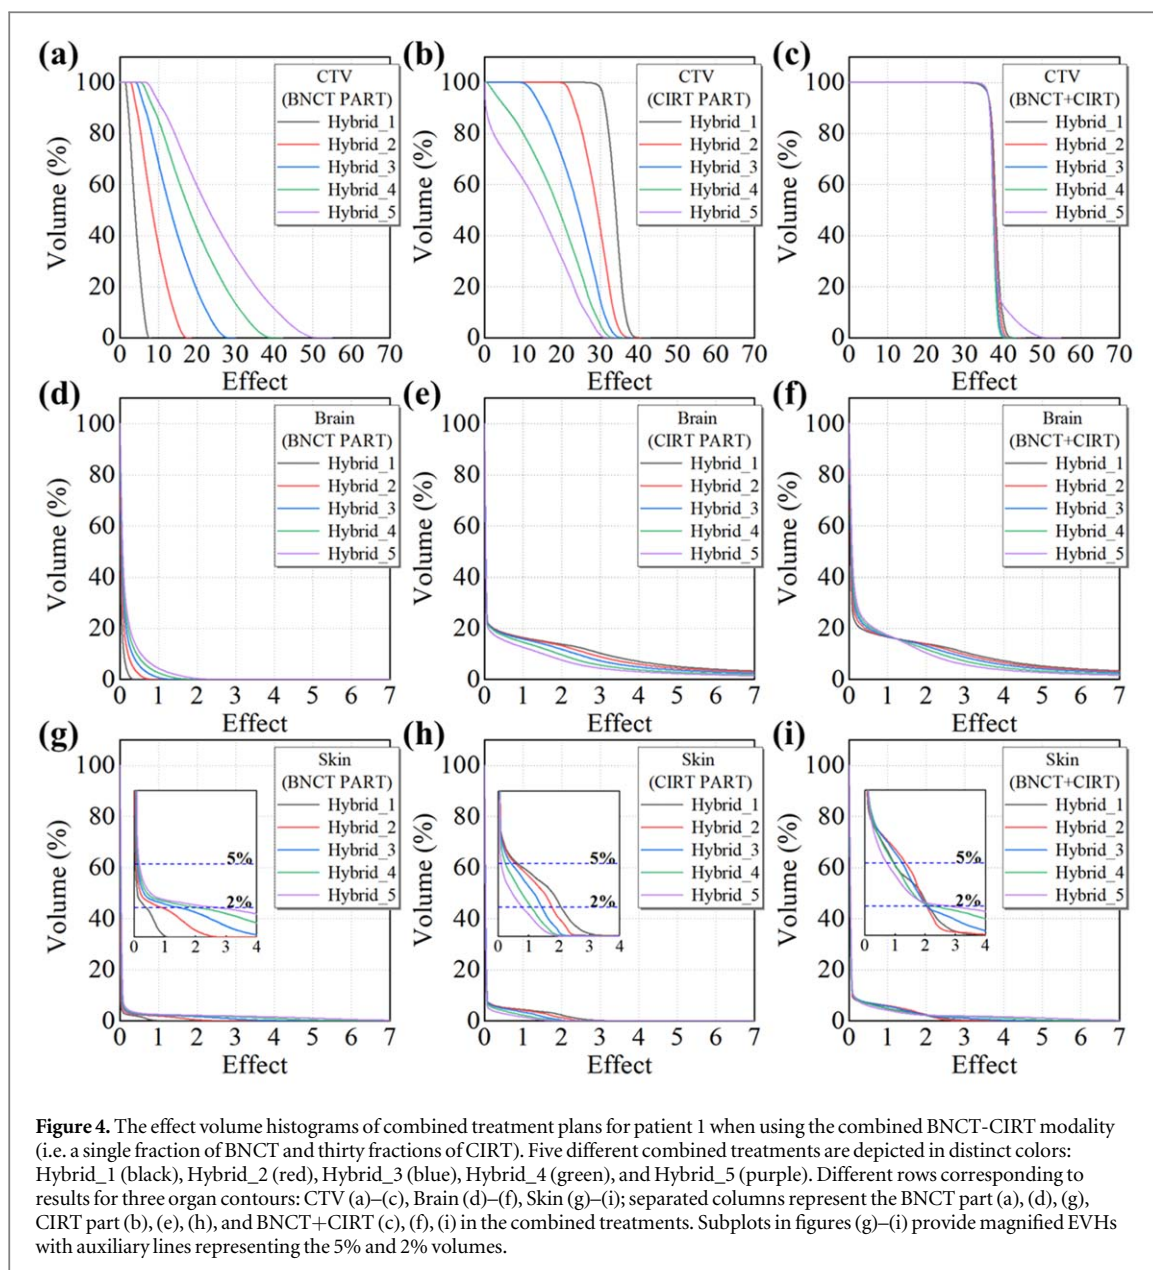 (a)
Volume (%)
100
80
60
40
20
0
0 10 20 30 40 50 60 70
Effect
CTV
(BNCT PART)
Hybrid_1
Hybrid_2
Hybrid_3
Hybrid_4
Hybrid_5
(b)
Volume (%)
100
80
60
40
20
0
0 10 20 30 40 50 60 70
Effect
CTV
(CIRT PART)
Hybrid_1
Hybrid_2
Hybrid_3
Hybrid_4
Hybrid_5
(c)
Volume (%)
100
80
60
40
20
0
0 10 20 30 40 50 60 70
Effect
CTV
(BNCT+CIRT)
Hybrid_1
Hybrid_2
Hybrid_3
Hybrid_4
Hybrid_5
(d)
Volume (%)
100
80
60
40
20
0
0 1 2 3 4 5 6 7
Effect
Brain
(BNCT PART)
Hybrid_1
Hybrid_2
Hybrid_3
Hybrid_4
Hybrid_5
(e)
Volume (%)
100
80
60
40
20
0
0 1 2 3 4 5 6 7
Effect
Brain
(CIRT PART)
Hybrid_1
Hybrid_2
Hybrid_3
Hybrid_4
Hybrid_5
(f)
Volume (%)
100
80
60
40
20
0
0 1 2 3 4 5 6 7
Effect
Brain
(BNCT+CIRT)
Hybrid_1
Hybrid_2
Hybrid_3
Hybrid_4
Hybrid_5
(g)
Volume (%)
100
80
60
40
20
0
0 1 2 3 4 5 6 7
Effect
Skin
(BNCT PART)
Hybrid_1
Hybrid_2
Hybrid_3
Hybrid_4
Hybrid_5
5%
2%
0 1 2 3 4
(h)
Volume (%)
100
80
60
40
20
0
0 1 2 3 4 5 6 7
Effect
Skin
(CIRT PART)
Hybrid_1
Hybrid_2
Hybrid_3
Hybrid_4
Hybrid_5
5%
2%
0 1 2 3 4
(i)
Volume (%)
100
80
60
40
20
0
0 1 2 3 4 5 6 7
Effect
Skin
(BNCT+CIRT)
Hybrid_1
Hybrid_2
Hybrid_3
Hybrid_4
Hybrid_5
5%
2%
0 1 2 3 4
Figure 4. The effect volume histograms of combined treatment plans for patient 1 when using the combined BNCT-CIRT modality
(i.e. a single fraction of BNCT and thirty fractions of CIRT). Five different combined treatments are depicted in distinct colors:
Hybrid_1 (black), Hybrid_2 (red), Hybrid_3 (blue), Hybrid_4 (green), and Hybrid_5 (purple). Different rows corresponding to
results for three organ contours: CTV (a)–(c), Brain (d)–(f), Skin (g)–(i); separated columns represent the BNCT part (a), (d), (g),
CIRT part (b), (e), (h), and BNCT+CIRT (c), (f), (i) in the combined treatments. Subplots in figures (g)–(i) provide magnified EVHs
with auxiliary lines representing the 5% and 2% volumes.